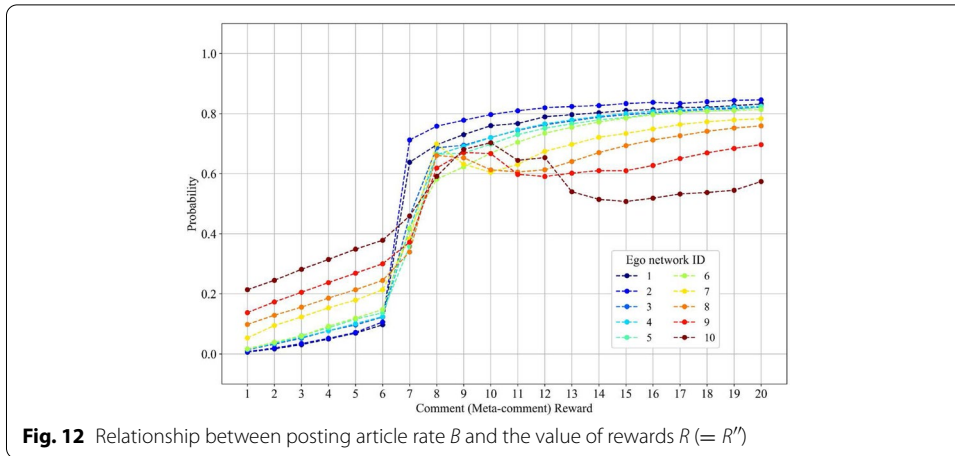 1.0
0.8
0.6
0.4
0.2
0.0
Probability
Ego network ID
1 6
2 7
3 8
4 9
5 10
1 2 3 4 5 6 7 8 9 10 11 12 13 14 15 16 17 18 19 20
Comment (Meta-comment) Reward
Fig. 12 Relationship between posting article rate B and the value of rewards R (= R″)